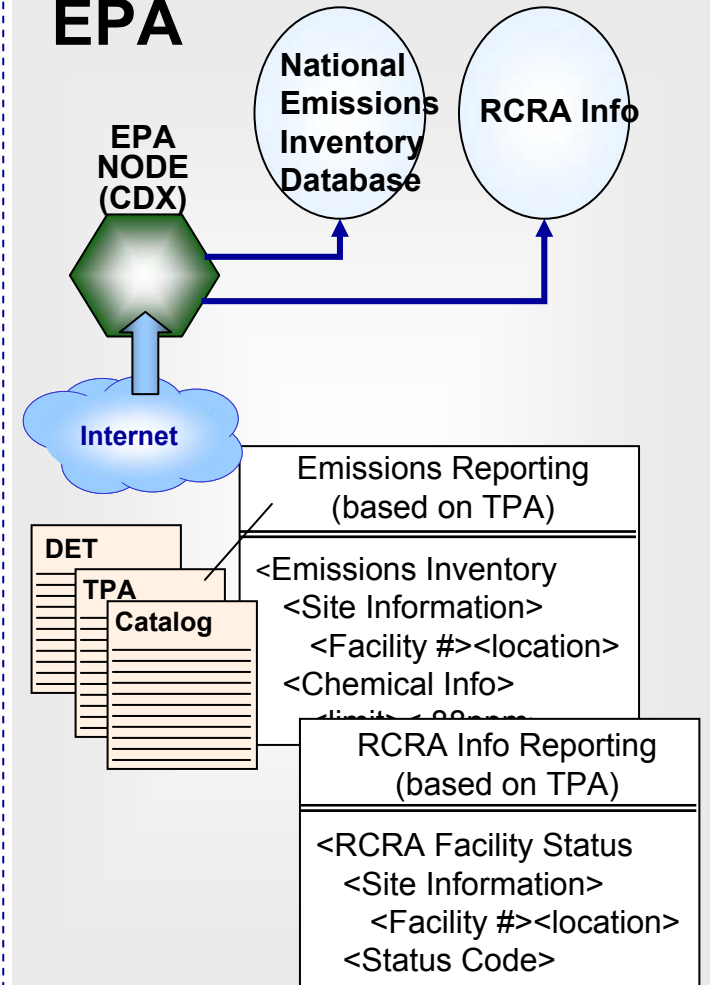 EPA
National
Emissions
Inventory
Database
RCRA Info
EPA
NODE
(CDX)
Internet
Emissions Reporting
(based on TPA)
<Emissions Inventory
<Site Information>
<Facility #><location>
<Chemical Info>
<limit>< 88ppm
DET
TPA
Catalog
RCRA Info Reporting
(based on TPA)
<RCRA Facility Status
<Site Information>
<Facility #><location>
<Status Code>